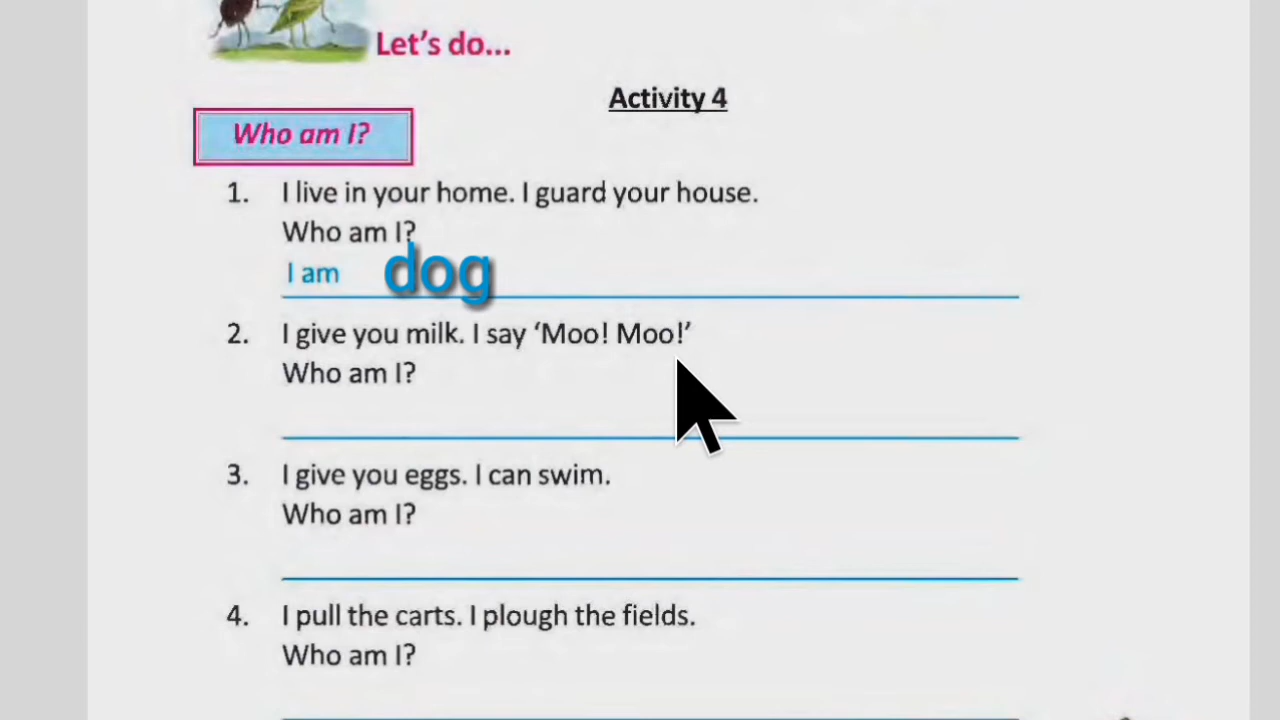 Let's do...
Activity 4
Who am I?
1. I live in your home. I guard your house.
Who am I?
I am dog
2. I give you milk. I say ‘Moo! Moo!’
Who am I?
3. I give you eggs. I can swim.
Who am I?
4. I pull the carts. I plough the fields.
Who am I?